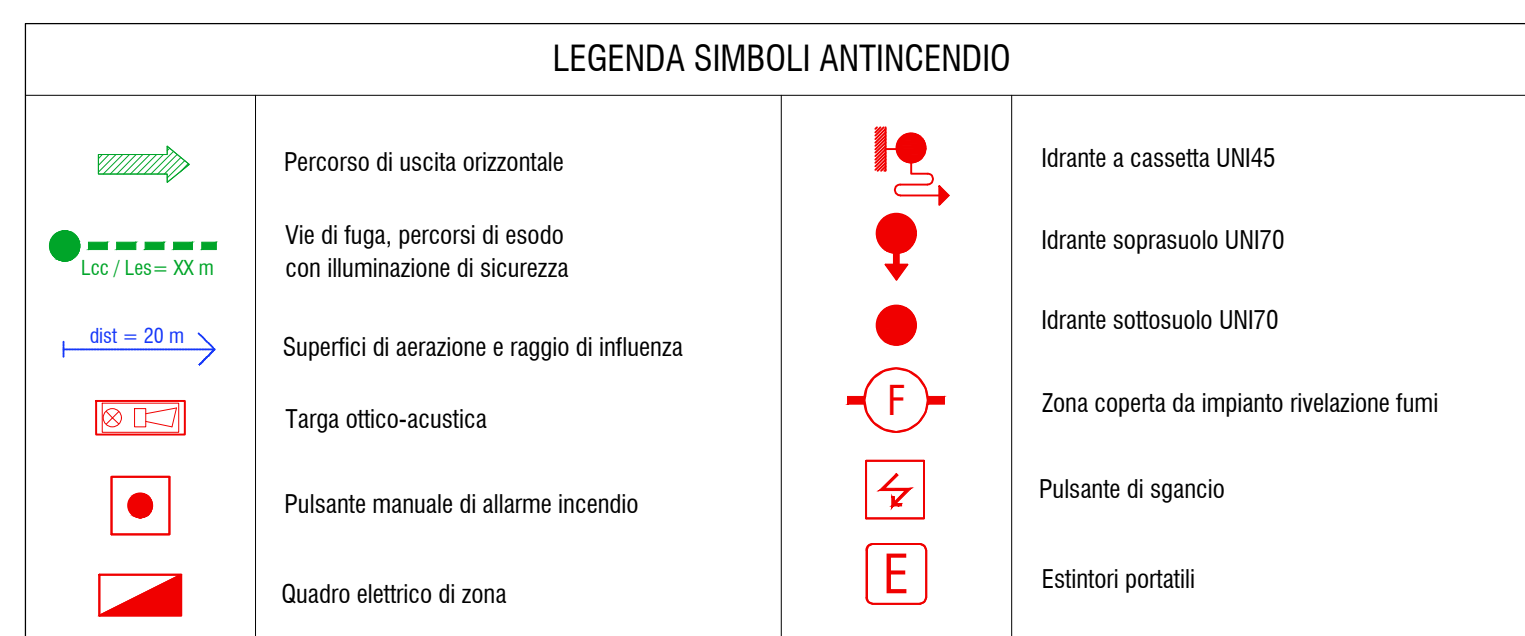 LEGENDA SIMBOLI ANTINCENDIO
Percorso di uscita orizzontale
Lcc / Les= XX m
Vie di fuga, percorsi di esodo
con illuminazione di sicurezza
dist = 20 m
Superfici di aerazione e raggio di influenza
Targa ottico-acustica
Pulsante manuale di allarme incendio
Quadro elettrico di zona
Idrante a cassetta UNI45
Idrante soprasuolo UNI70
Idrante sottosuolo UNI70
F
Zona coperta da impianto rivelazione fumi
Pulsante di sgancio
E
Estintori portatili